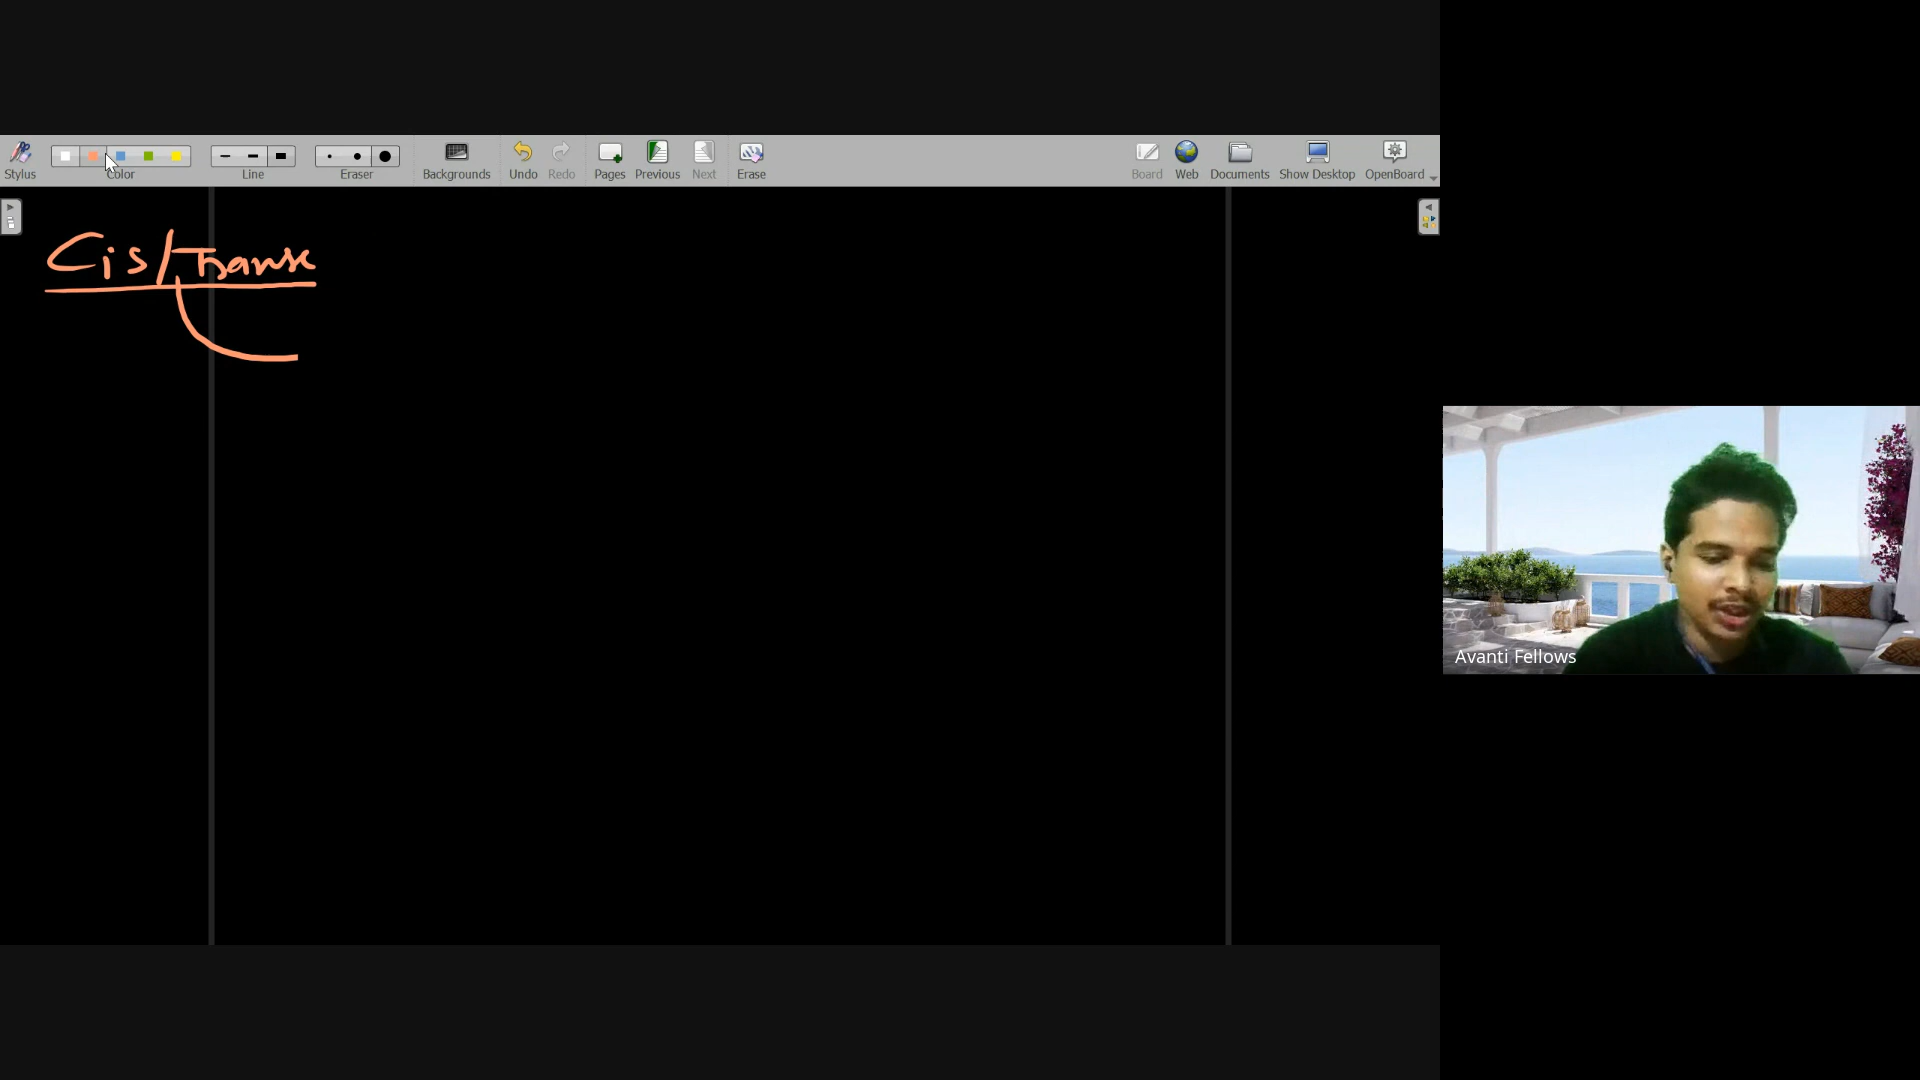 Stylus Color Line Eraser Backgrounds Undo Redo Pages Previous Next Erase Board Web Documents Show Desktop OpenBoard
Cis/Trans
Avanti Fellows